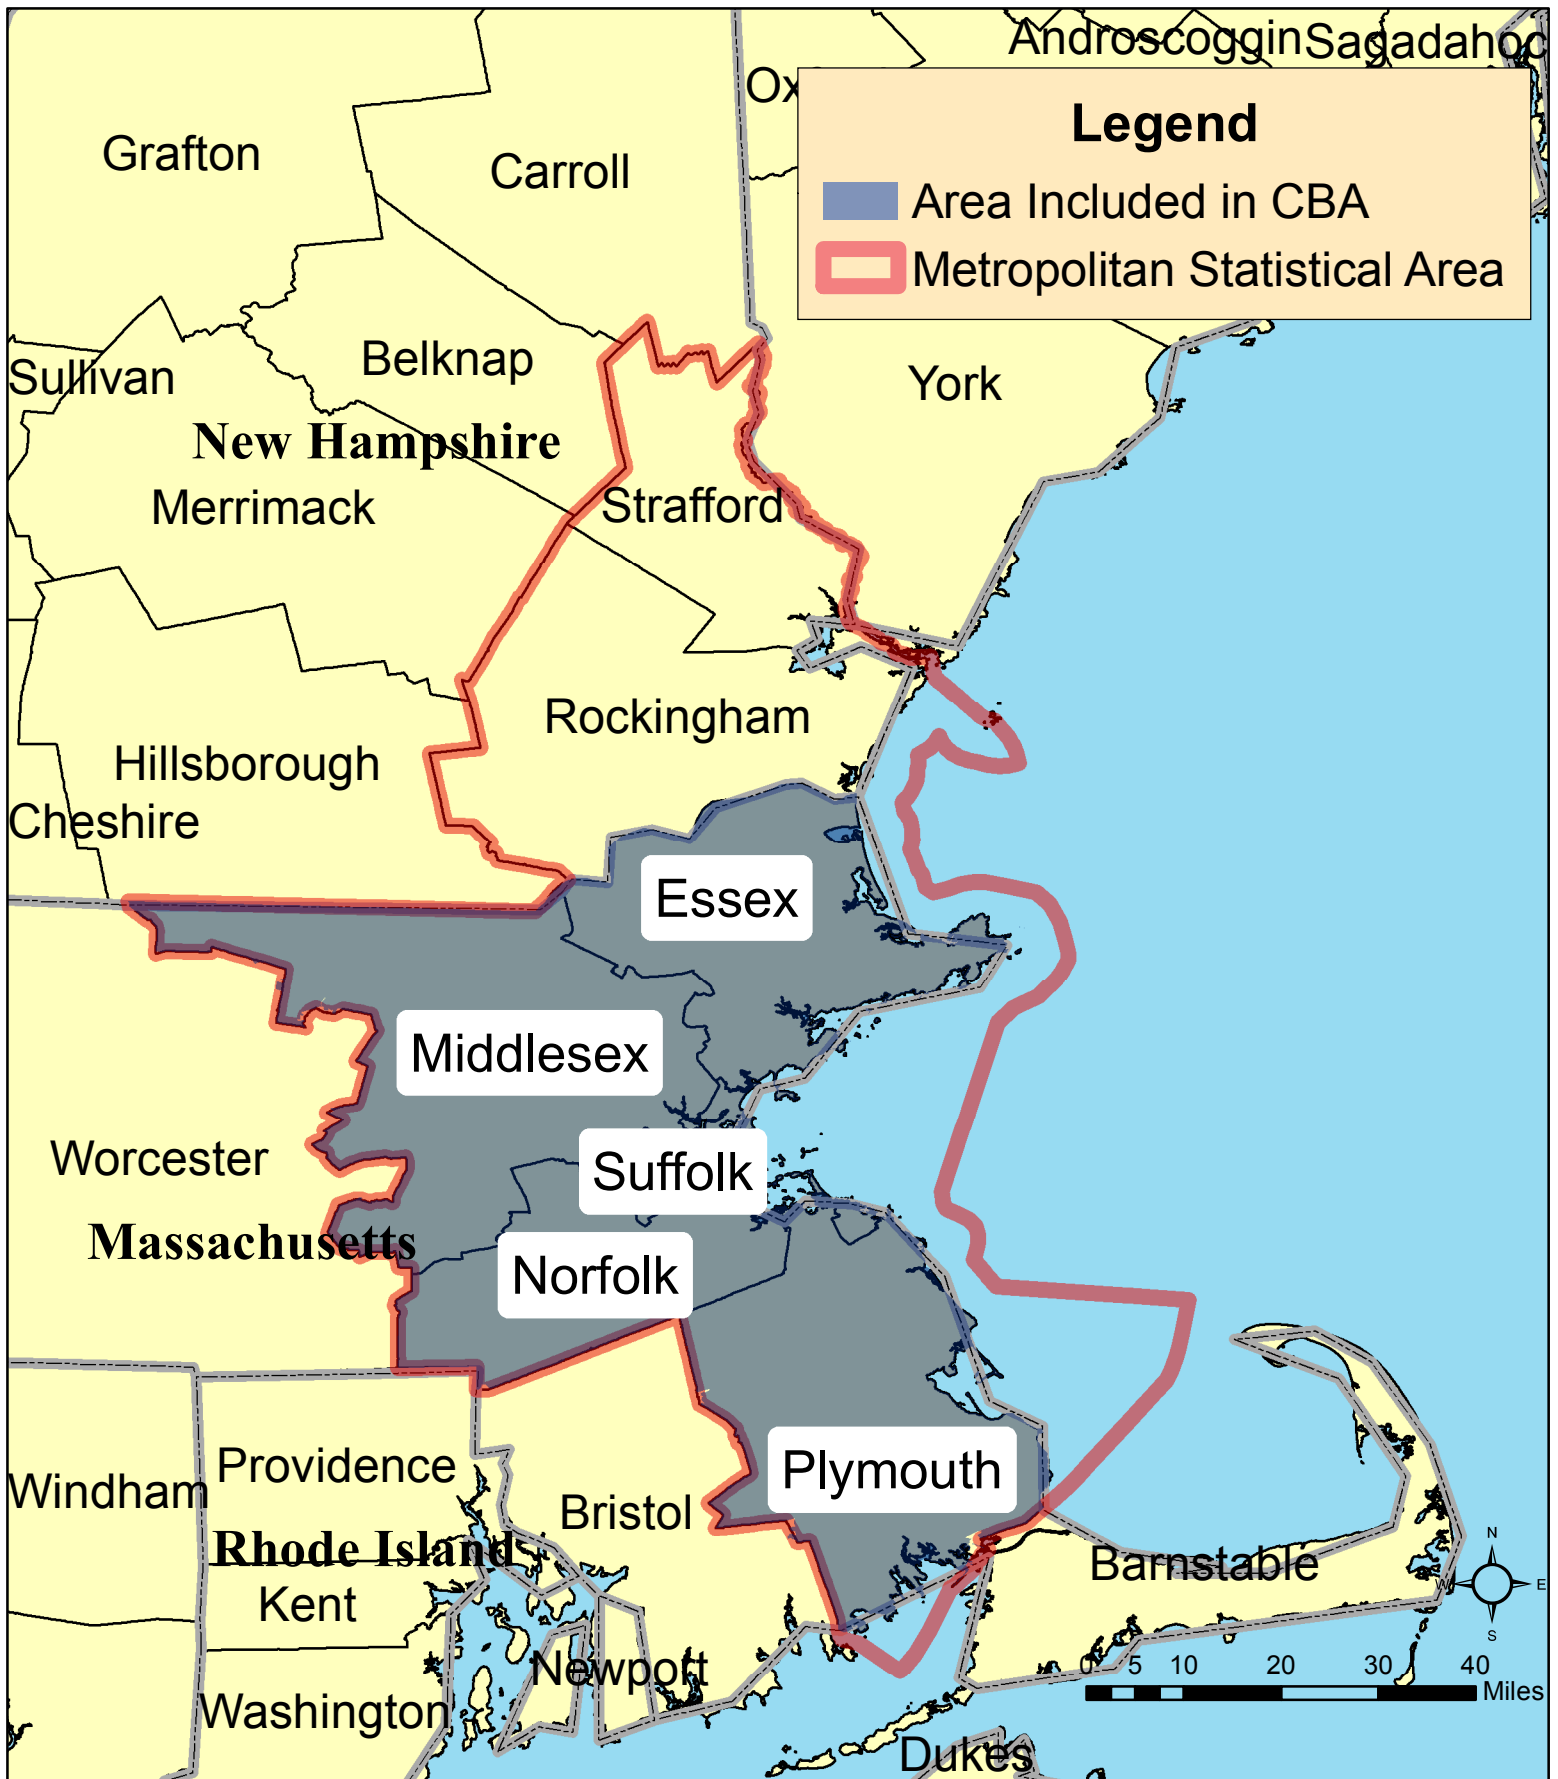 Androscoggin
Sagadahoc
Ox
Legend
Area Included in CBA
Metropolitan Statistical Area
Grafton
Carroll
Sullivan
Belknap
York
New Hampshire
Merrimack
Strafford
Rockingham
Hillsborough
Cheshire
Essex
Middlesex
Worcester
Suffolk
Massachusetts
Norfolk
Providence
Plymouth
Windham
Bristol
Rhode Island
Barnstable
Kent
Newport
Washington
Dukes
N
W
E
S
0 5 10 20 30 40
Miles